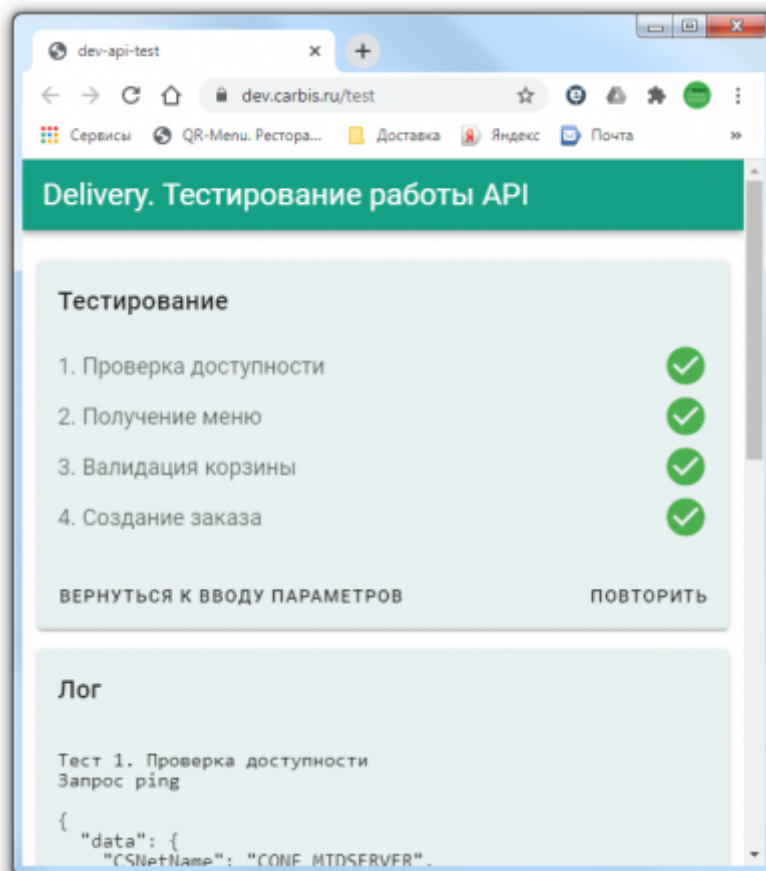 dev-api-test
dev.carbis.ru/test
Сервисы QR-Menu. Рестора... Доставка Яндекс Почта »
Delivery. Тестирование работы API
Тестирование
1. Проверка доступности
2. Получение меню
3. Валидация корзины
4. Создание заказа
ВЕРНУТЬСЯ К ВВОДУ ПАРАМЕТРОВ ПОВТОРИТЬ
Лог
Тест 1. Проверка доступности
Запрос ping
{
"data": {
"CSNetName": "CONF_MIDSERVER",